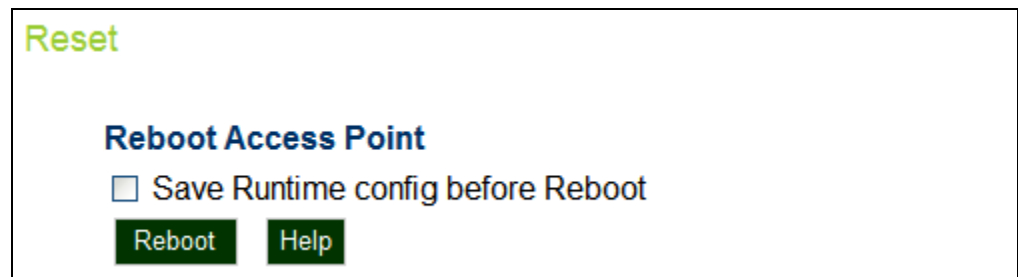 Reset
Reboot Access Point
Save Runtime config before Reboot
Reboot Help